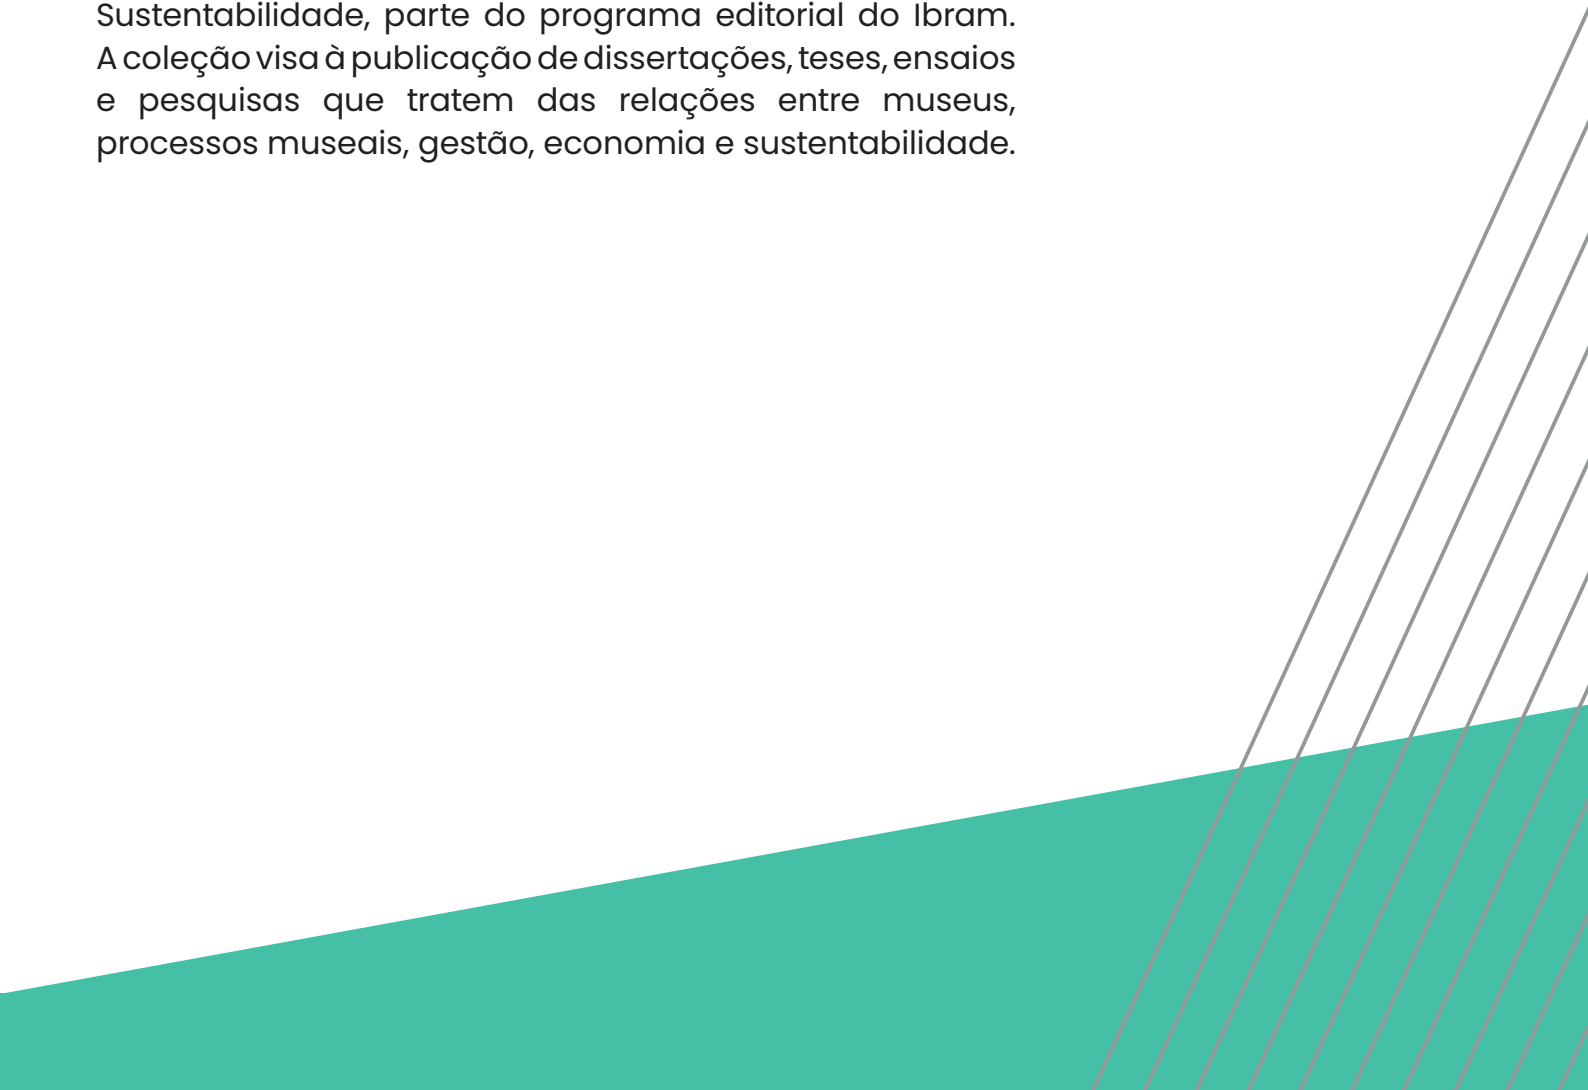 Sustentabilidade, parte do programa editorial do Ibram.
A coleção visa à publicação de dissertações, teses, ensaios
e pesquisas que tratem das relações entre museus,
processos museais, gestão, economia e sustentabilidade.